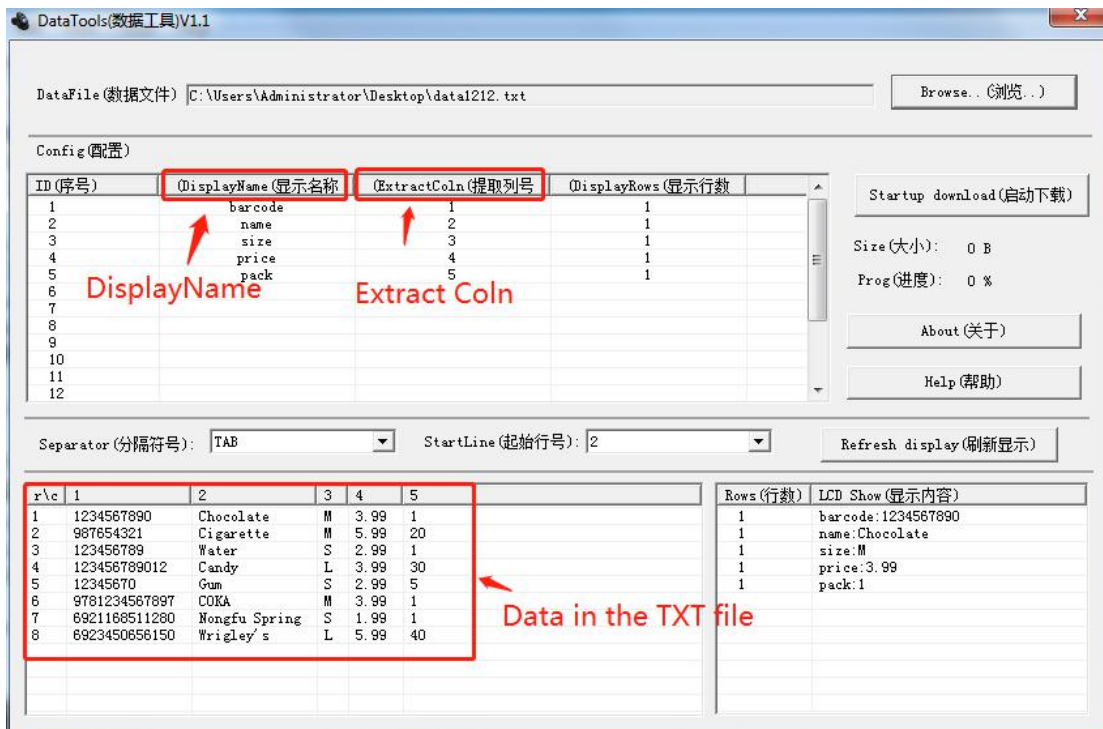 DataTools(数据工具)V1.1
DataFile(数据文件) C:\Users\Administrator\Desktop\data1212.txt Browse..(浏览..)
Config(配置)
ID(序号) (DisplayName(显示名称 (ExtractColn(提取列号 (DisplayRows(显示行数
1 barcode 1 1
2 name 2 1
3 size 3 1
4 price 4 1
5 pack 5 1
6
7
8
9
10
11
12
DisplayName Extract Coln
Startup download(启动下载)
Size(大小): 0 B
Prog(进度): 0 %
About(关于)
Help(帮助)
Separator(分隔符号): TAB StartLine(起始行号): 2 Refresh display(刷新显示)
r\c 1 2 3 4 5
1 1234567890 Chocolate M 3.99 1
2 987654321 Cigarette M 5.99 20
3 123456789 Water S 2.99 1
4 123456789012 Candy L 3.99 30
5 12345670 Gum S 2.99 5
6 9781234567897 COKA M 3.99 1
7 6921168511280 Nongfu Spring S 1.99 1
8 6923450656150 Wrigley's L 5.99 40
Data in the TXT file
Rows(行数) LCD Show(显示内容)
1 barcode:1234567890
1 name:Chocolate
1 size:M
1 price:3.99
1 pack:1